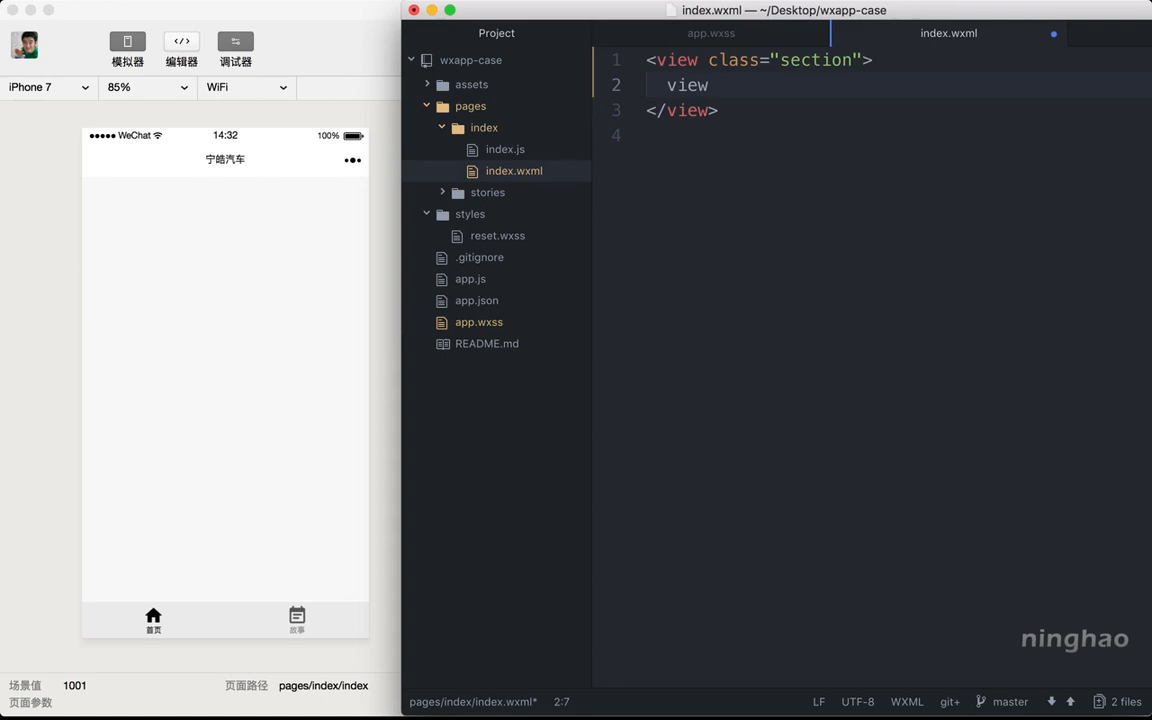 模拟器 编辑器 调试器
iPhone 7 85% WiFi
WeChat 14:32 100%
宁皓汽车
首页 故事
场景值 1001 页面路径 pages/index/index
页面参数
index.wxml — ~/Desktop/wxapp-case
Project
wxapp-case
assets
pages
index
index.js
index.wxml
stories
styles
reset.wxss
.gitignore
app.js
app.json
app.wxss
README.md
app.wxss index.wxml
1 <view class="section">
2 view
3 </view>
4
ninghao
pages/index/index.wxml* 2:7 LF UTF-8 WXML git+ master 2 files